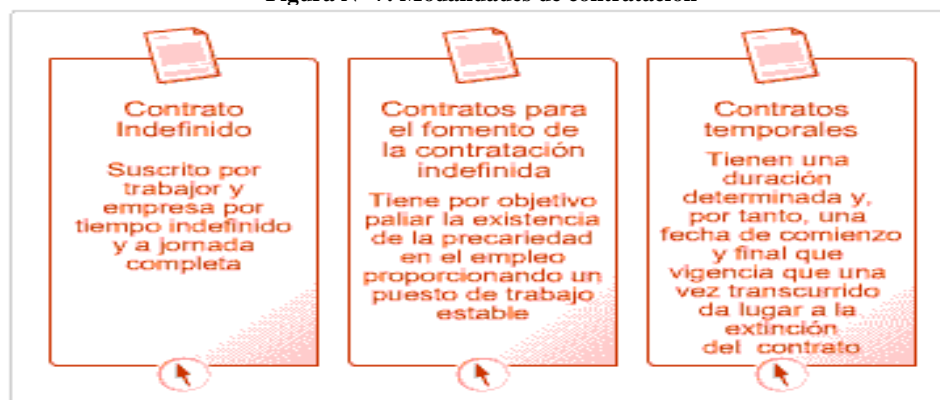 Contrato
Indefinido
Suscrito por
trabajor y
empresa por
tiempo indefinido
y a jornada
completa
Contratos para
el fomento de
la contratación
indefinida
Tiene por objetivo
paliar la existencia
de la precariedad
en el empleo
proporcionando un
puesto de trabajo
estable
Contratos
temporales
Tienen una
duración
determinada y,
por tanto, una
fecha de comienzo
y final que
vigencia que una
vez transcurrido
da lugar a la
extinción
del contrato